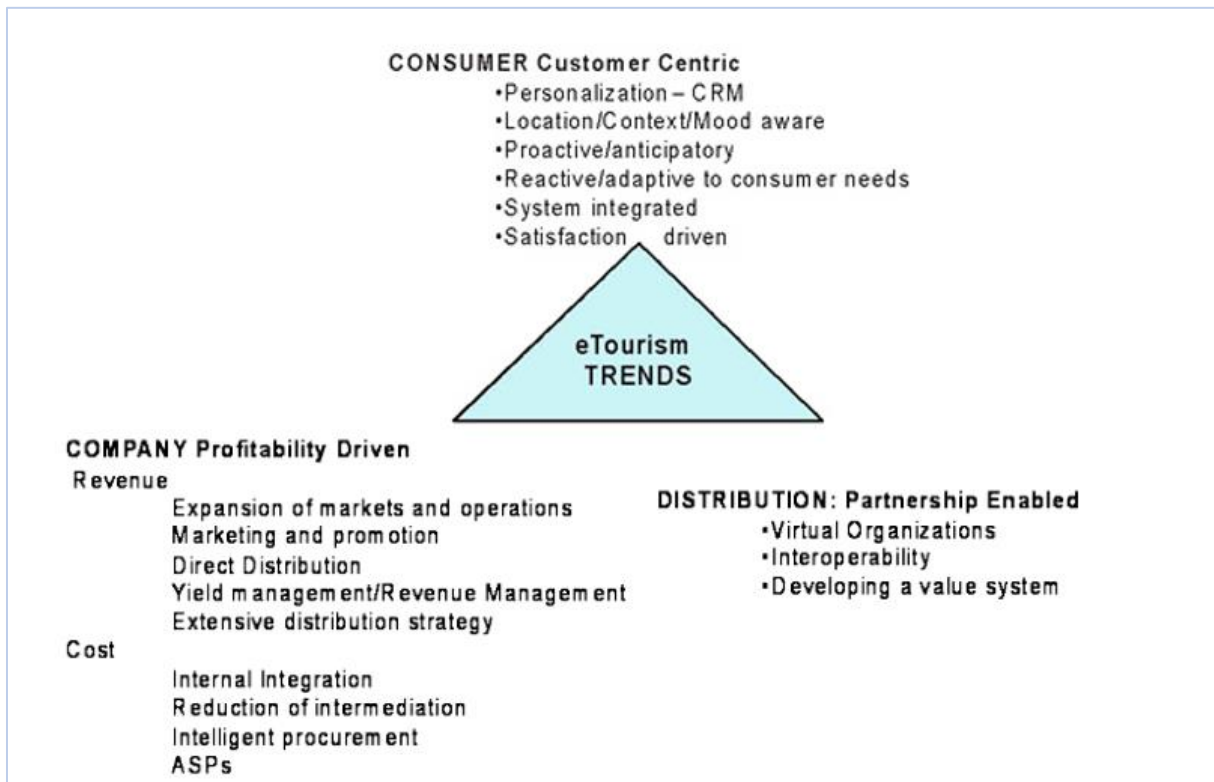 CONSUMER Customer Centric
•Personalization – CRM
•Location/Context/Mood aware
•Proactive/anticipatory
•Reactive/adaptive to consumer needs
•System integrated
•Satisfaction driven
eTourism
TRENDS
COMPANY Profitability Driven
Revenue
Expansion of markets and operations
Marketing and promotion
Direct Distribution
Yield management/Revenue Management
Extensive distribution strategy
Cost
Internal Integration
Reduction of intermediation
Intelligent procurement
ASPs
DISTRIBUTION: Partnership Enabled
•Virtual Organizations
•Interoperability
•Developing a value system